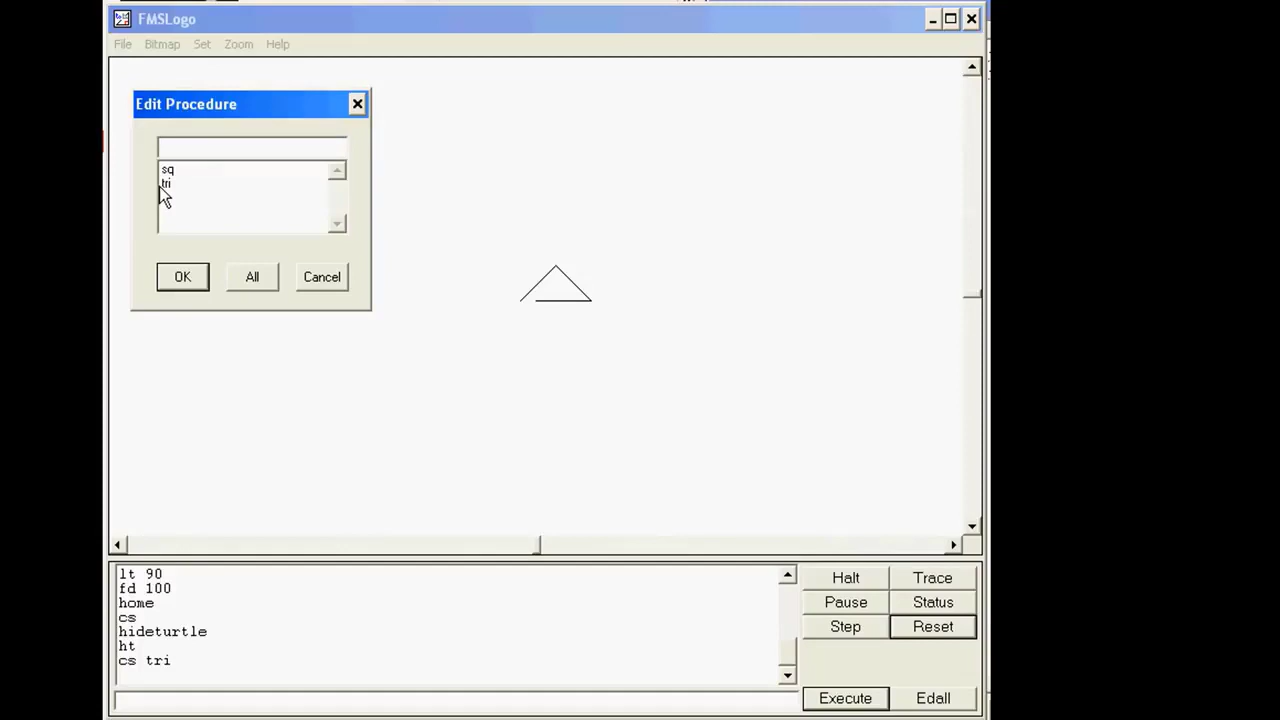 FMSLogo
File Bitmap Set Zoom Help
Edit Procedure
sq
tri
OK All Cancel
lt 90
fd 100
home
cs
hideturtle
ht
cs tri
Halt Trace
Pause Status
Step Reset
Execute Edall